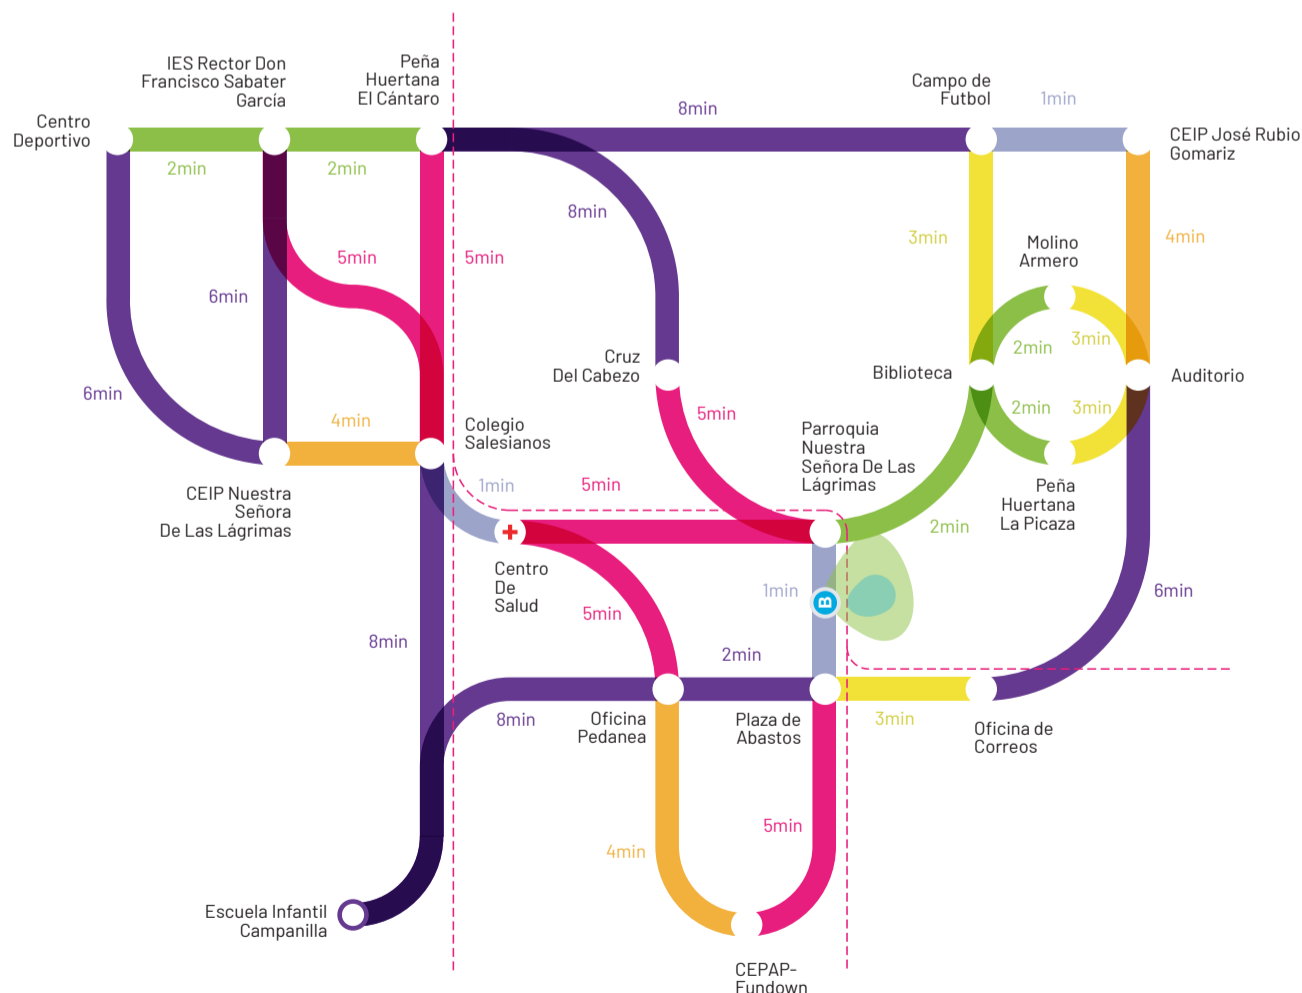 IES Rector Don
Francisco Sabater
García
Peña
Huertana
El Cántaro
Campo de
Futbol
1min
8min
Centro
Deportivo
CEIP José Rubio
Gomariz
2min
2min
8min
3min
Molino
Armero
4min
5min
5min
6min
2min
3min
Cruz
Del Cabezo
Biblioteca
Auditorio
6min
4min
5min
2min
3min
Colegio
Salesianos
Parroquia
Nuestra
Señora De Las
Lágrimas
CEIP Nuestra
Señora
De Las Lágrimas
1min
5min
Peña
Huertana
La Picaza
2min
Centro
De
Salud
1min
B
6min
5min
8min
2min
8min
Oficina
Pedanea
Plaza de
Abastos
3min
Oficina de
Correos
5min
4min
Escuela Infantil
Campanilla
CEPAP-
Fundown